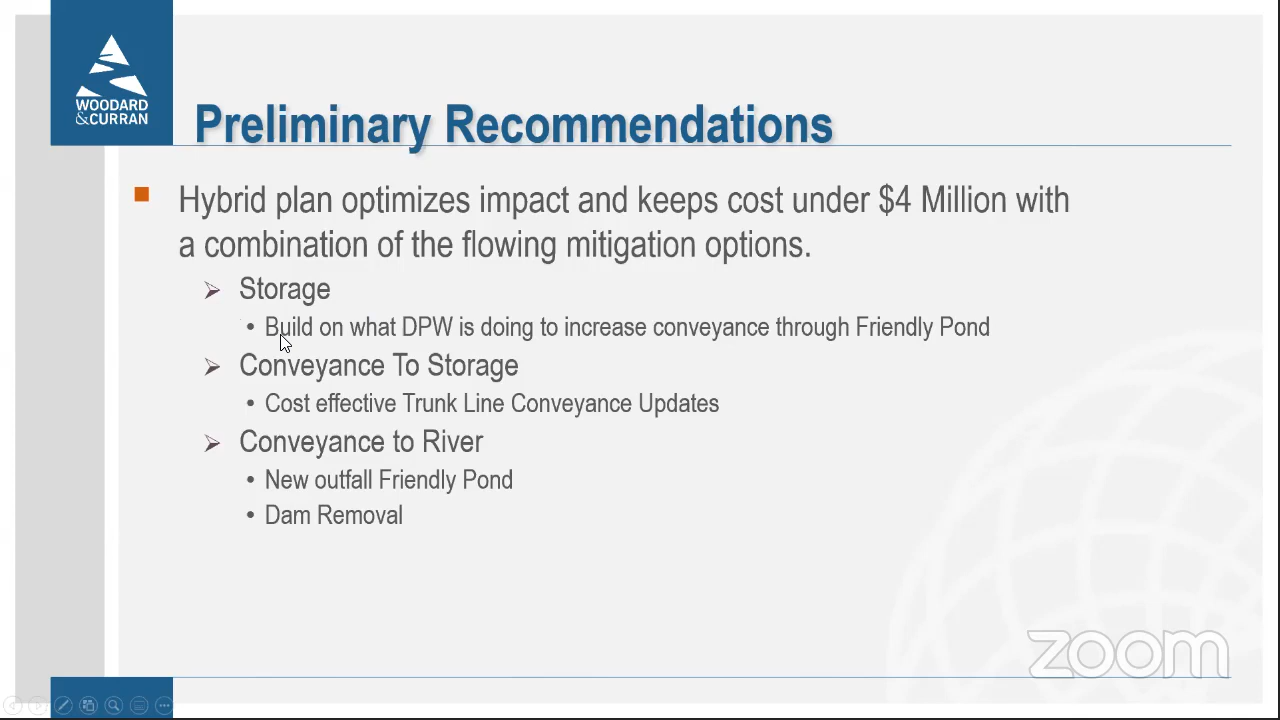 WOODARD
&CURRAN
Preliminary Recommendations
Hybrid plan optimizes impact and keeps cost under $4 Million with
a combination of the flowing mitigation options.
Storage
• Build on what DPW is doing to increase conveyance through Friendly Pond
Conveyance To Storage
• Cost effective Trunk Line Conveyance Updates
Conveyance to River
• New outfall Friendly Pond
• Dam Removal
zoom